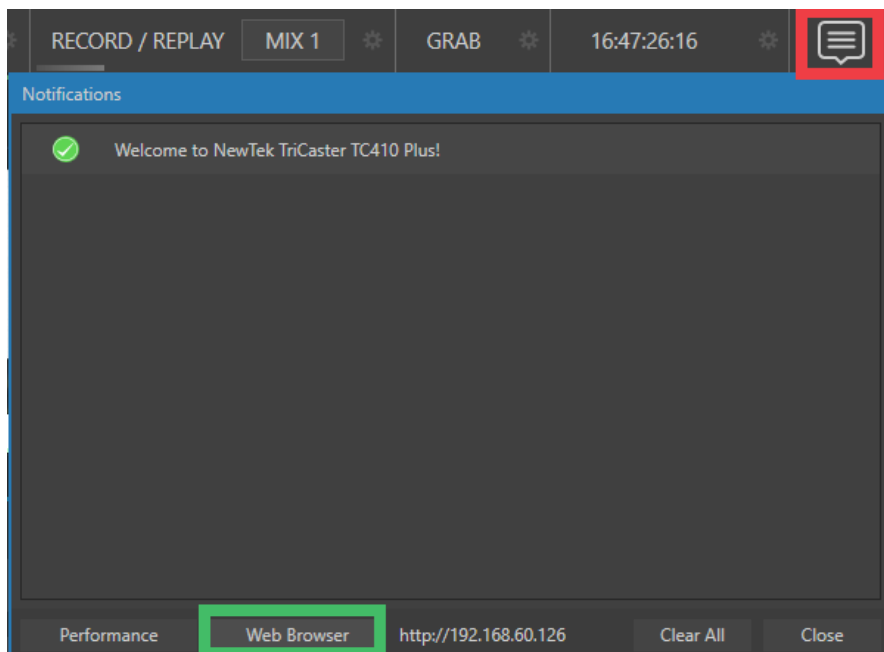 RECORD / REPLAY MIX 1 GRAB 16:47:26:16
Notifications
Welcome to NewTek TriCaster TC410 Plus!
Performance Web Browser http://192.168.60.126 Clear All Close